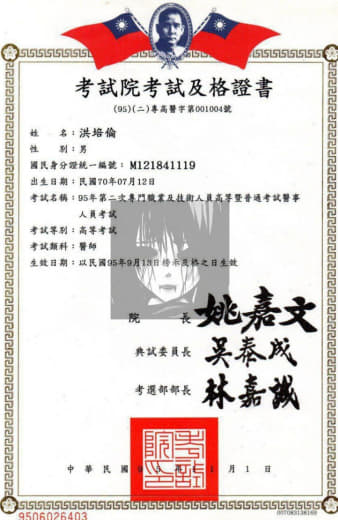 考試院考試及格證書
(95)(二)專高醫字第001004號
姓　名：洪培倫
性　別：男
國民身分證統一編號：M121841119
出生日期：民國70年07月12日
考試名稱：95年第二次專門職業及技術人員高等暨普通考試醫事
人員考試
考試等別：高等考試
考試類科：醫師
生效日期：以民國95年9月13日榜示及格之日生效
院　　長 姚嘉文
典試委員長 吳泰成
考選部部長 林嘉誠
中華民國95年 月1日
9506026403